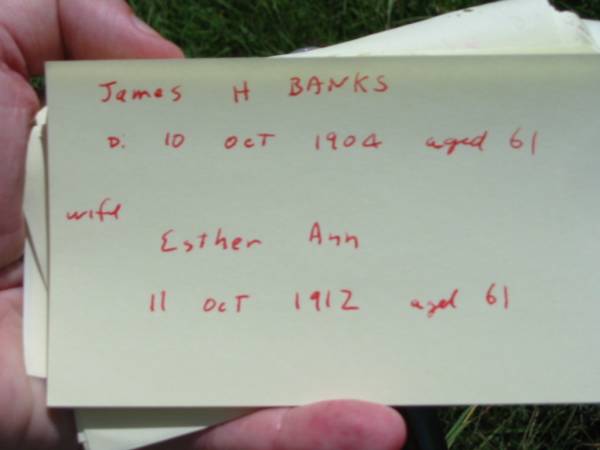 James H BANKS
D. 10 OCT 1904 aged 61
wife
Esther Ann
11 OCT 1912 aged 61